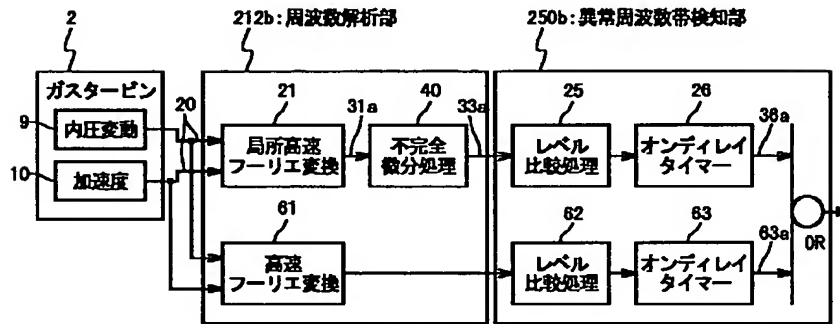 212b:周波数解析部
250b:異常周波数帯検知部
2
ガスタービン
20
9
内圧変動
10
加速度
21
局所高速
フーリエ変換
31a
40
不完全
微分処理
33a
25
レベル
比較処理
26
オンディレイ
タイマー
36a
61
高速
フーリエ変換
62
レベル
比較処理
63
オンディレイ
タイマー
63a
OR